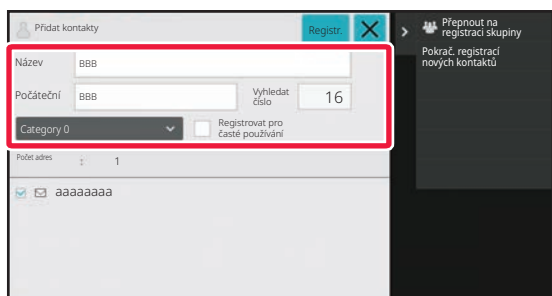 Přidat kontakty
Registr.
Název BBB
Počáteční BBB
Vyhledat
číslo 16
Category 0
Registrovat pro
časté používání
Počet adres : 1
aaaaaaaa
Přepnout na
registraci skupiny
Pokrač. registrací
nových kontaktů